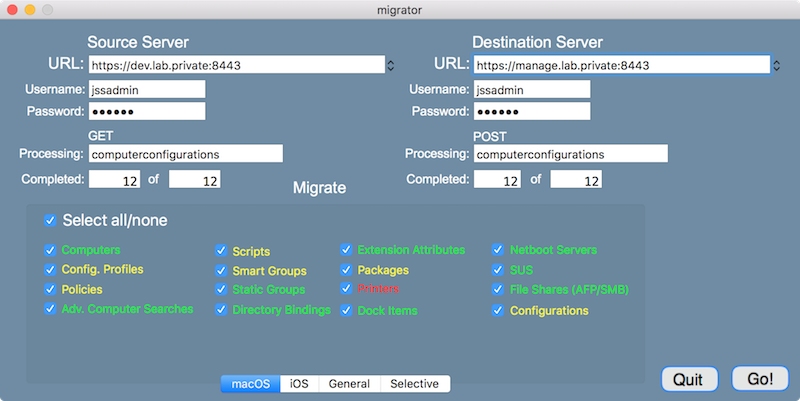 migrator
Source Server
Destination Server
URL: https://dev.lab.private:8443
URL: https://manage.lab.private:8443
Username: jssadmin
Username: jssadmin
Password: ●●●●●●
Password: ●●●●●●
GET
POST
Processing: computerconfigurations
Processing: computerconfigurations
Completed: 12 of 12
Completed: 12 of 12
Migrate
Select all/none
Computers
Scripts
Extension Attributes
Netboot Servers
Config. Profiles
Smart Groups
Packages
SUS
Policies
Static Groups
Printers
File Shares (AFP/SMB)
Adv. Computer Searches
Directory Bindings
Dock Items
Configurations
macOS iOS General Selective
Quit
Go!